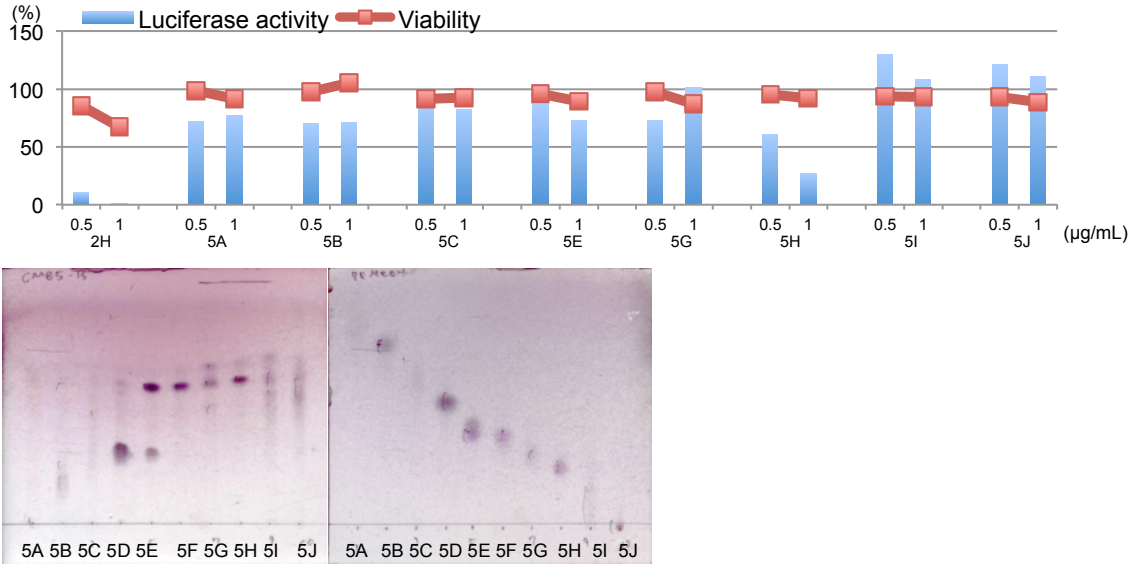 (%)
Luciferase activity Viability
150
100
50
0
0.5 1 0.5 1 0.5 1 0.5 1 0.5 1 0.5 1 0.5 1 0.5 1 0.5 1
2H 5A 5B 5C 5E 5G 5H 5I 5J
(µg/mL)
5A 5B 5C 5D 5E 5F 5G 5H 5I 5J
5A 5B 5C 5D 5E 5F 5G 5H 5I 5J